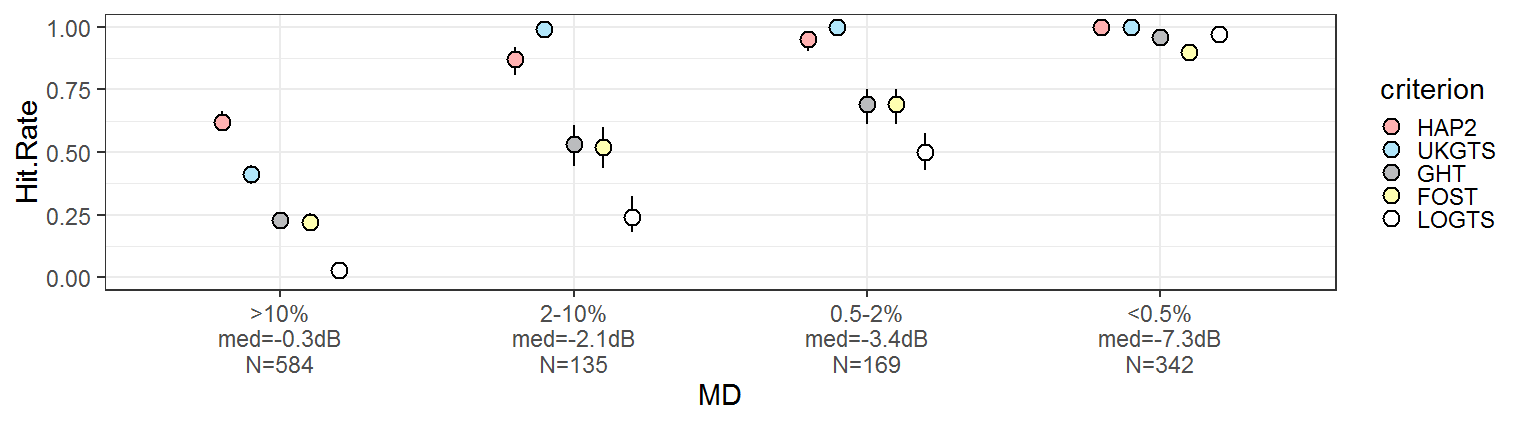 1.00
0.75
0.50
0.25
0.00
Hit.Rate
>10%
med=-0.3dB
N=584
2-10%
med=-2.1dB
N=135
0.5-2%
med=-3.4dB
N=169
<0.5%
med=-7.3dB
N=342
MD
criterion
HAP2
UKGTS
GHT
FOST
LOGTS